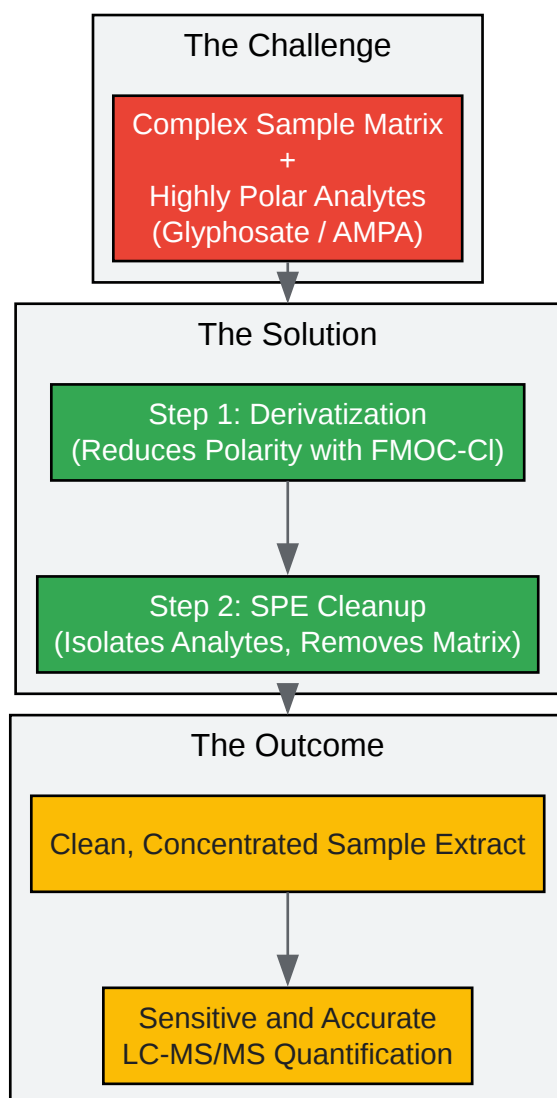 The Challenge
Complex Sample Matrix
+
Highly Polar Analytes
(Glyphosate / AMPA)
The Solution
Step 1: Derivatization
(Reduces Polarity with FMOC-Cl)
Step 2: SPE Cleanup
(Isolates Analytes, Removes Matrix)
The Outcome
Clean, Concentrated Sample Extract
Sensitive and Accurate
LC-MS/MS Quantification